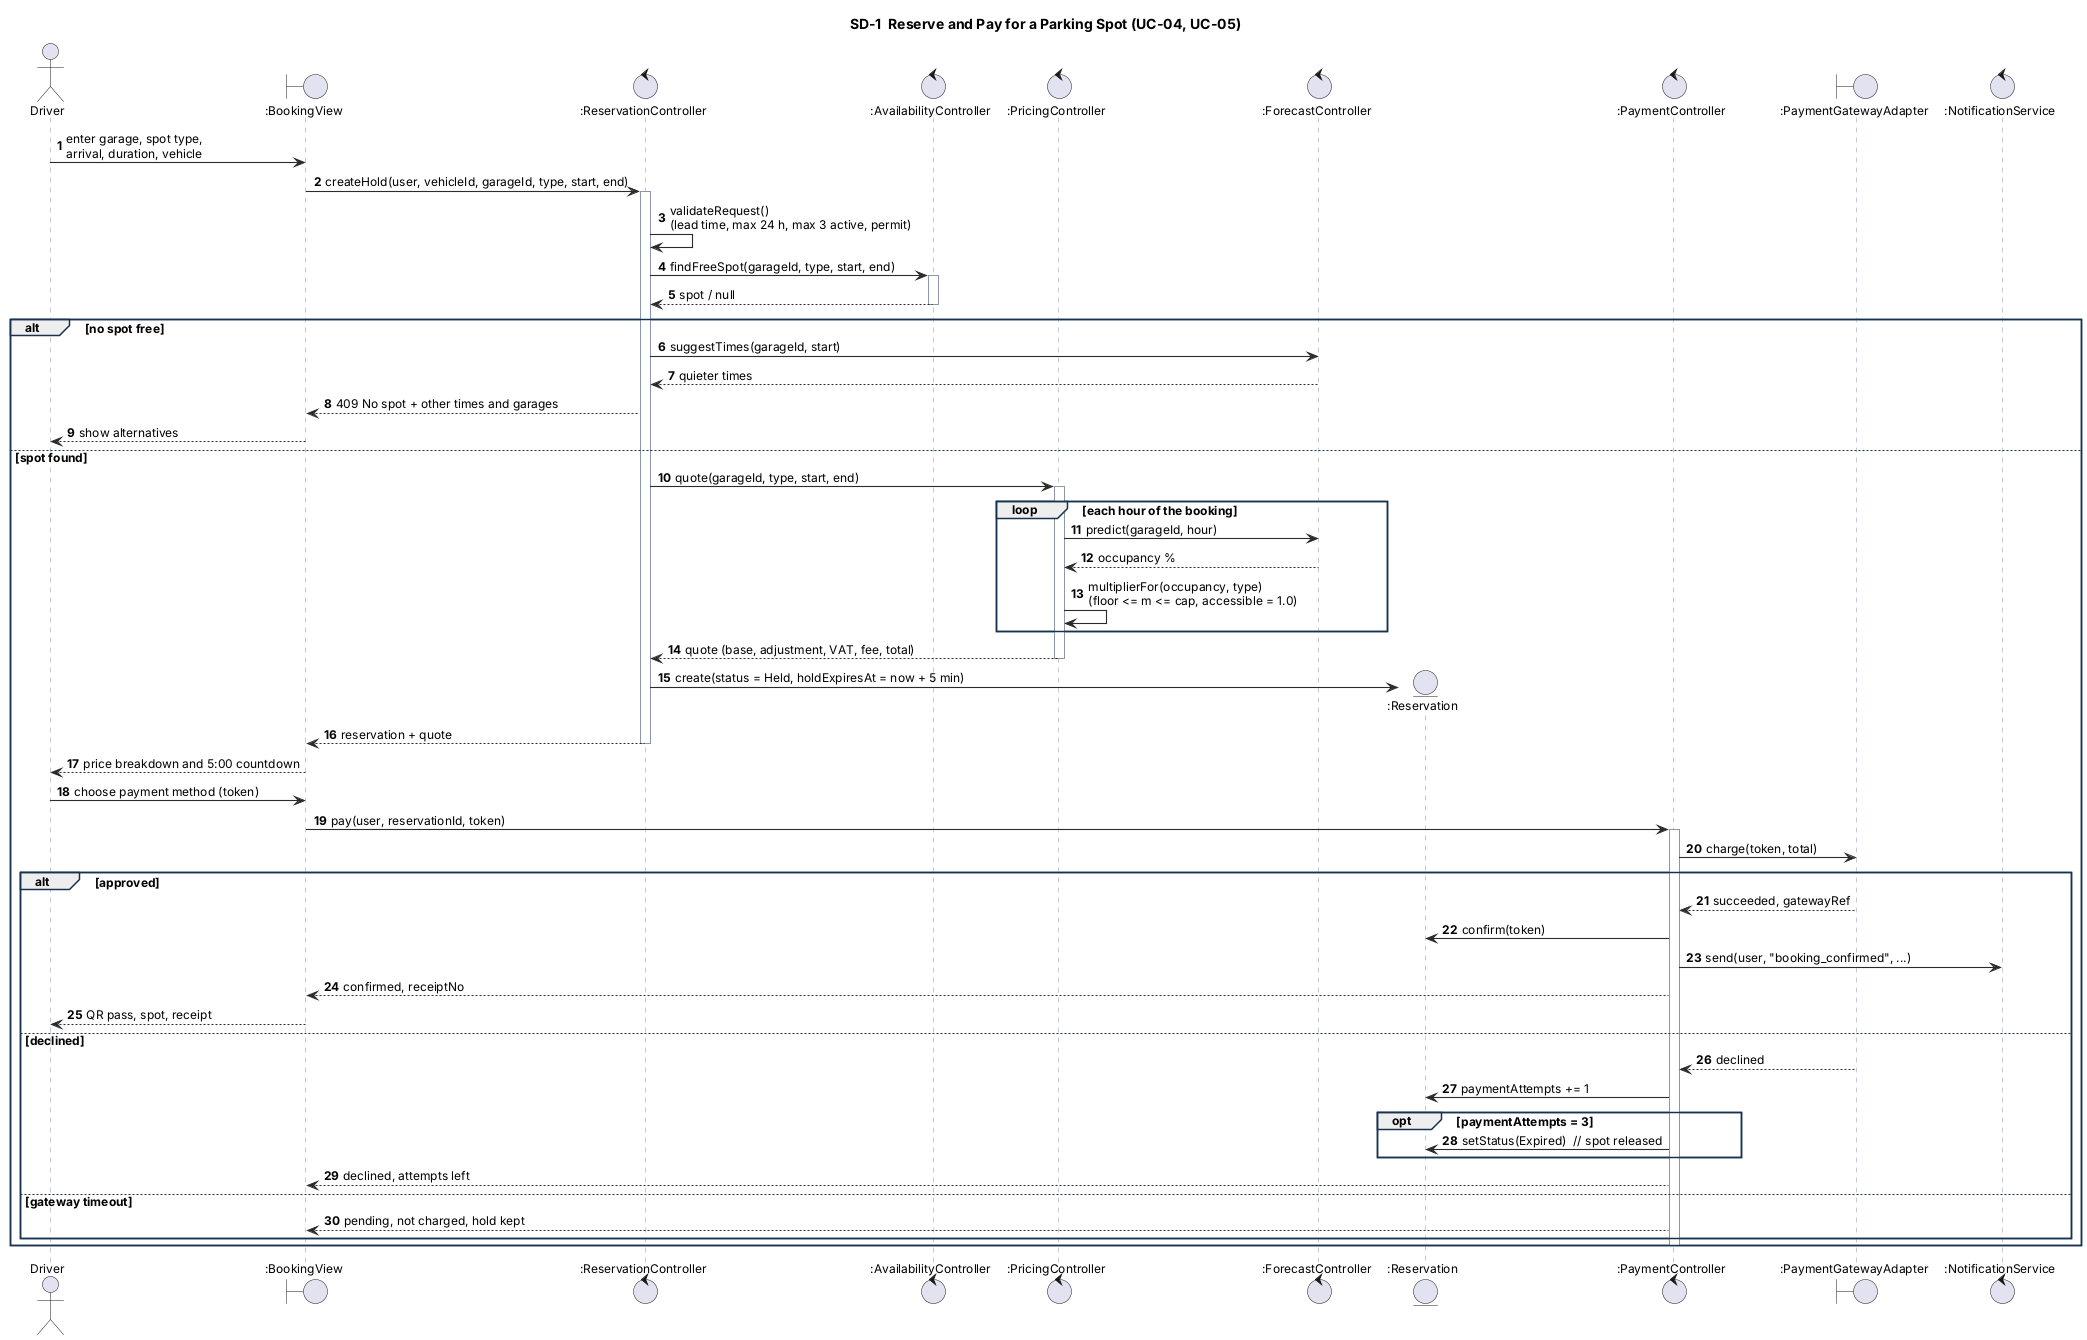 SD-1  Reserve and Pay for a Parking Spot (UC-04, UC-05)
Driver
:BookingView
:ReservationController
:AvailabilityController
:PricingController
:ForecastController
:PaymentController
:PaymentGatewayAdapter
:NotificationService
1 enter garage, spot type,
arrival, duration, vehicle
2 createHold(user, vehicleId, garageId, type, start, end)
3 validateRequest()
(lead time, max 24 h, max 3 active, permit)
4 findFreeSpot(garageId, type, start, end)
5 spot / null
alt [no spot free]
6 suggestTimes(garageId, start)
7 quieter times
8 409 No spot + other times and garages
9 show alternatives
[spot found]
10 quote(garageId, type, start, end)
loop [each hour of the booking]
11 predict(garageId, hour)
12 occupancy %
13 multiplierFor(occupancy, type)
(floor <= m <= cap, accessible = 1.0)
14 quote (base, adjustment, VAT, fee, total)
15 create(status = Held, holdExpiresAt = now + 5 min)
:Reservation
16 reservation + quote
17 price breakdown and 5:00 countdown
18 choose payment method (token)
19 pay(user, reservationId, token)
20 charge(token, total)
alt [approved]
21 succeeded, gatewayRef
22 confirm(token)
23 send(user, "booking_confirmed", ...)
24 confirmed, receiptNo
25 QR pass, spot, receipt
[declined]
26 declined
27 paymentAttempts += 1
opt [paymentAttempts = 3]
28 setStatus(Expired)  // spot released
29 declined, attempts left
[gateway timeout]
30 pending, not charged, hold kept
Driver
:BookingView
:ReservationController
:AvailabilityController
:PricingController
:ForecastController
:Reservation
:PaymentController
:PaymentGatewayAdapter
:NotificationService